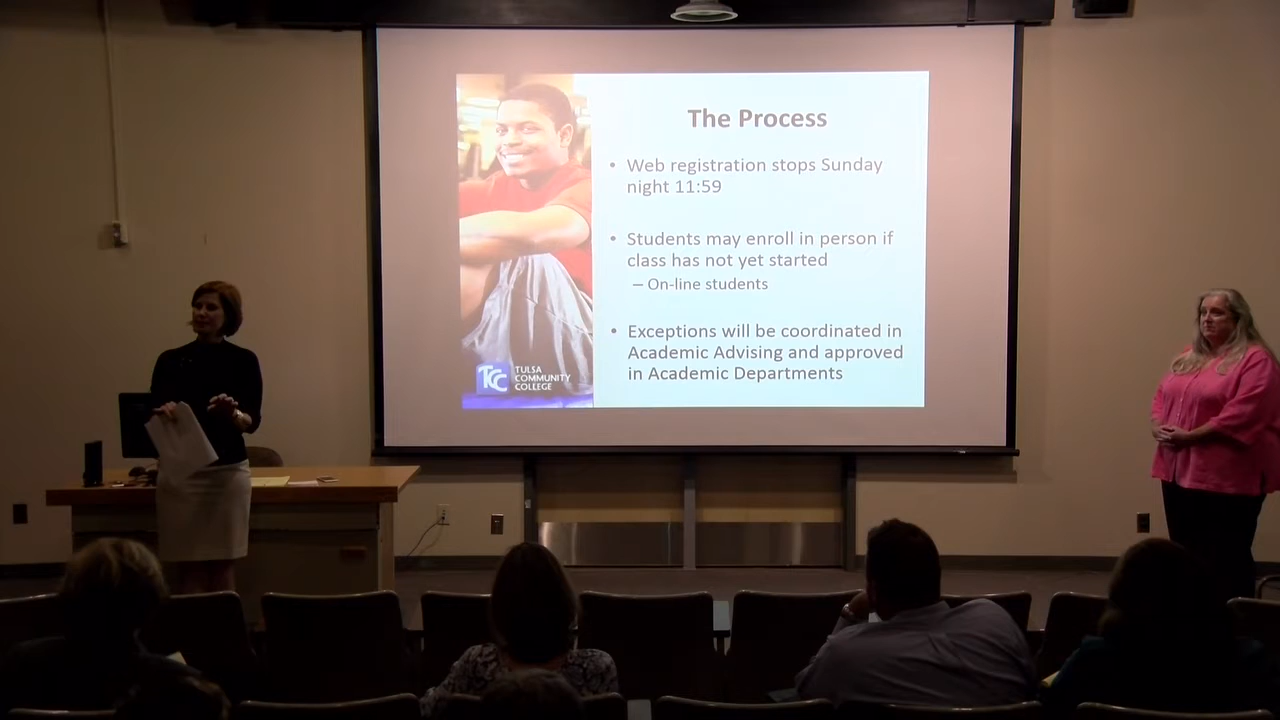 The Process
• Web registration stops Sunday
night 11:59
• Students may enroll in person if
class has not yet started
– On-line students
• Exceptions will be coordinated in
Academic Advising and approved
in Academic Departments
TCC TULSA
COMMUNITY
COLLEGE